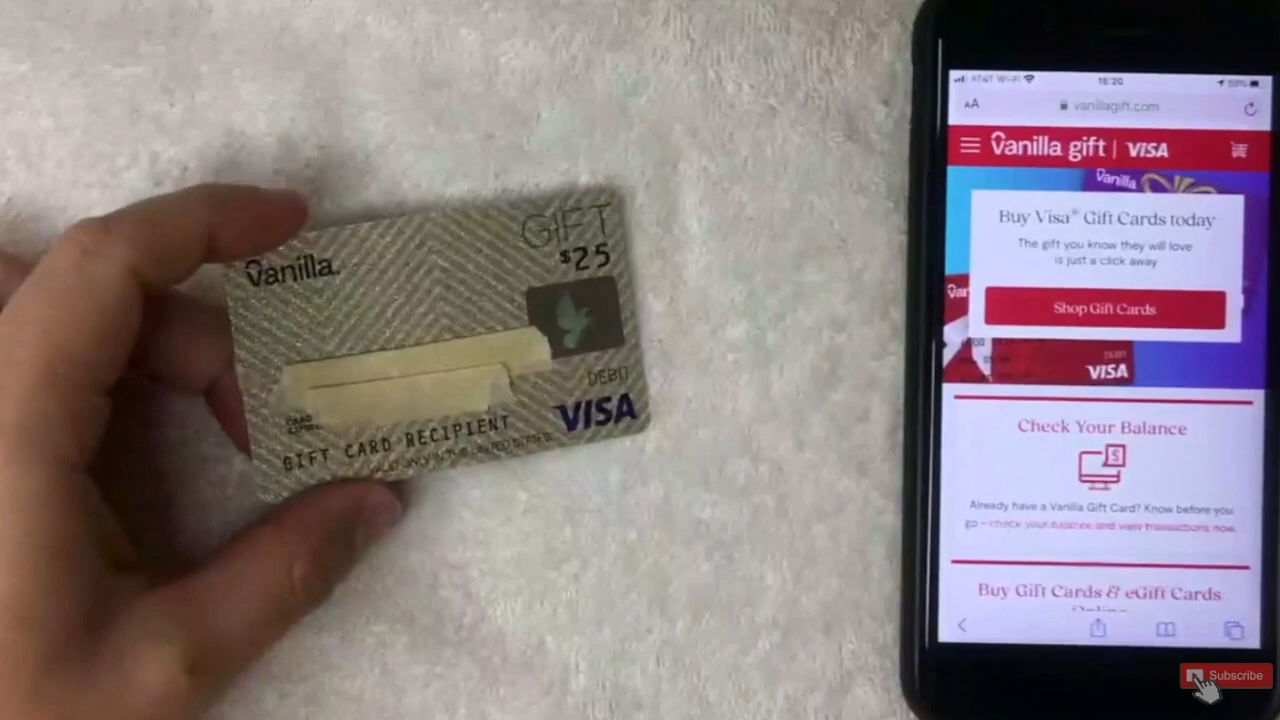 vanilla.
GIFT
$25
DEBIT
VISA
GIFT CARD RECIPIENT
AT&T Wi-Fi
15:20
AA
vanillagift.com
vanilla gift | VISA
vanilla
Buy Visa® Gift Cards today
The gift you know they will love
is just a click away
Shop Gift Cards
DEBIT
VISA
Check Your Balance
$
Already have a Vanilla Gift Card? Know before you
go – check your balance and view transactions now.
Buy Gift Cards & eGift Cards
Online
Subscribe